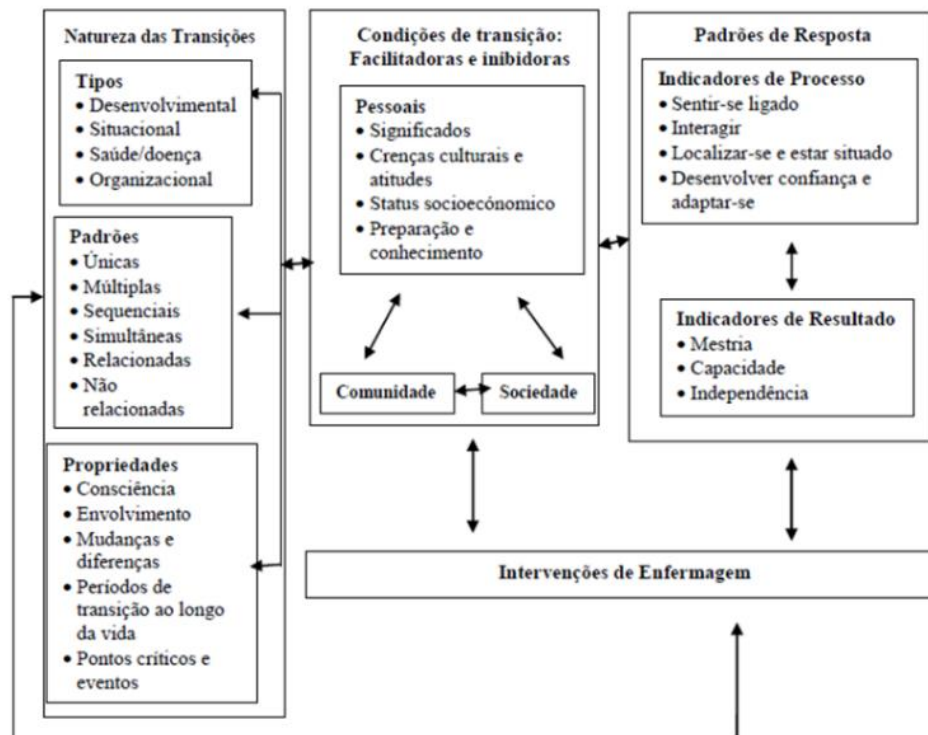 Natureza das Transições
Tipos
• Desenvolvimental
• Situacional
• Saúde/doença
• Organizacional
Padrões
• Únicas
• Múltiplas
• Sequenciais
• Simultâneas
• Relacionadas
• Não
relacionadas
Propriedades
• Consciência
• Envolvimento
• Mudanças e
diferenças
• Períodos de
transição ao longo
da vida
• Pontos críticos e
eventos
Condições de transição:
Facilitadoras e inibidoras
Pessoais
• Significados
• Crenças culturais e
atitudes
• Status socioecónomico
• Preparação e
conhecimento
Comunidade
Sociedade
Padrões de Resposta
Indicadores de Processo
• Sentir-se ligado
• Interagir
• Localizar-se e estar situado
• Desenvolver confiança e
adaptar-se
Indicadores de Resultado
• Mestria
• Capacidade
• Independência
Intervenções de Enfermagem